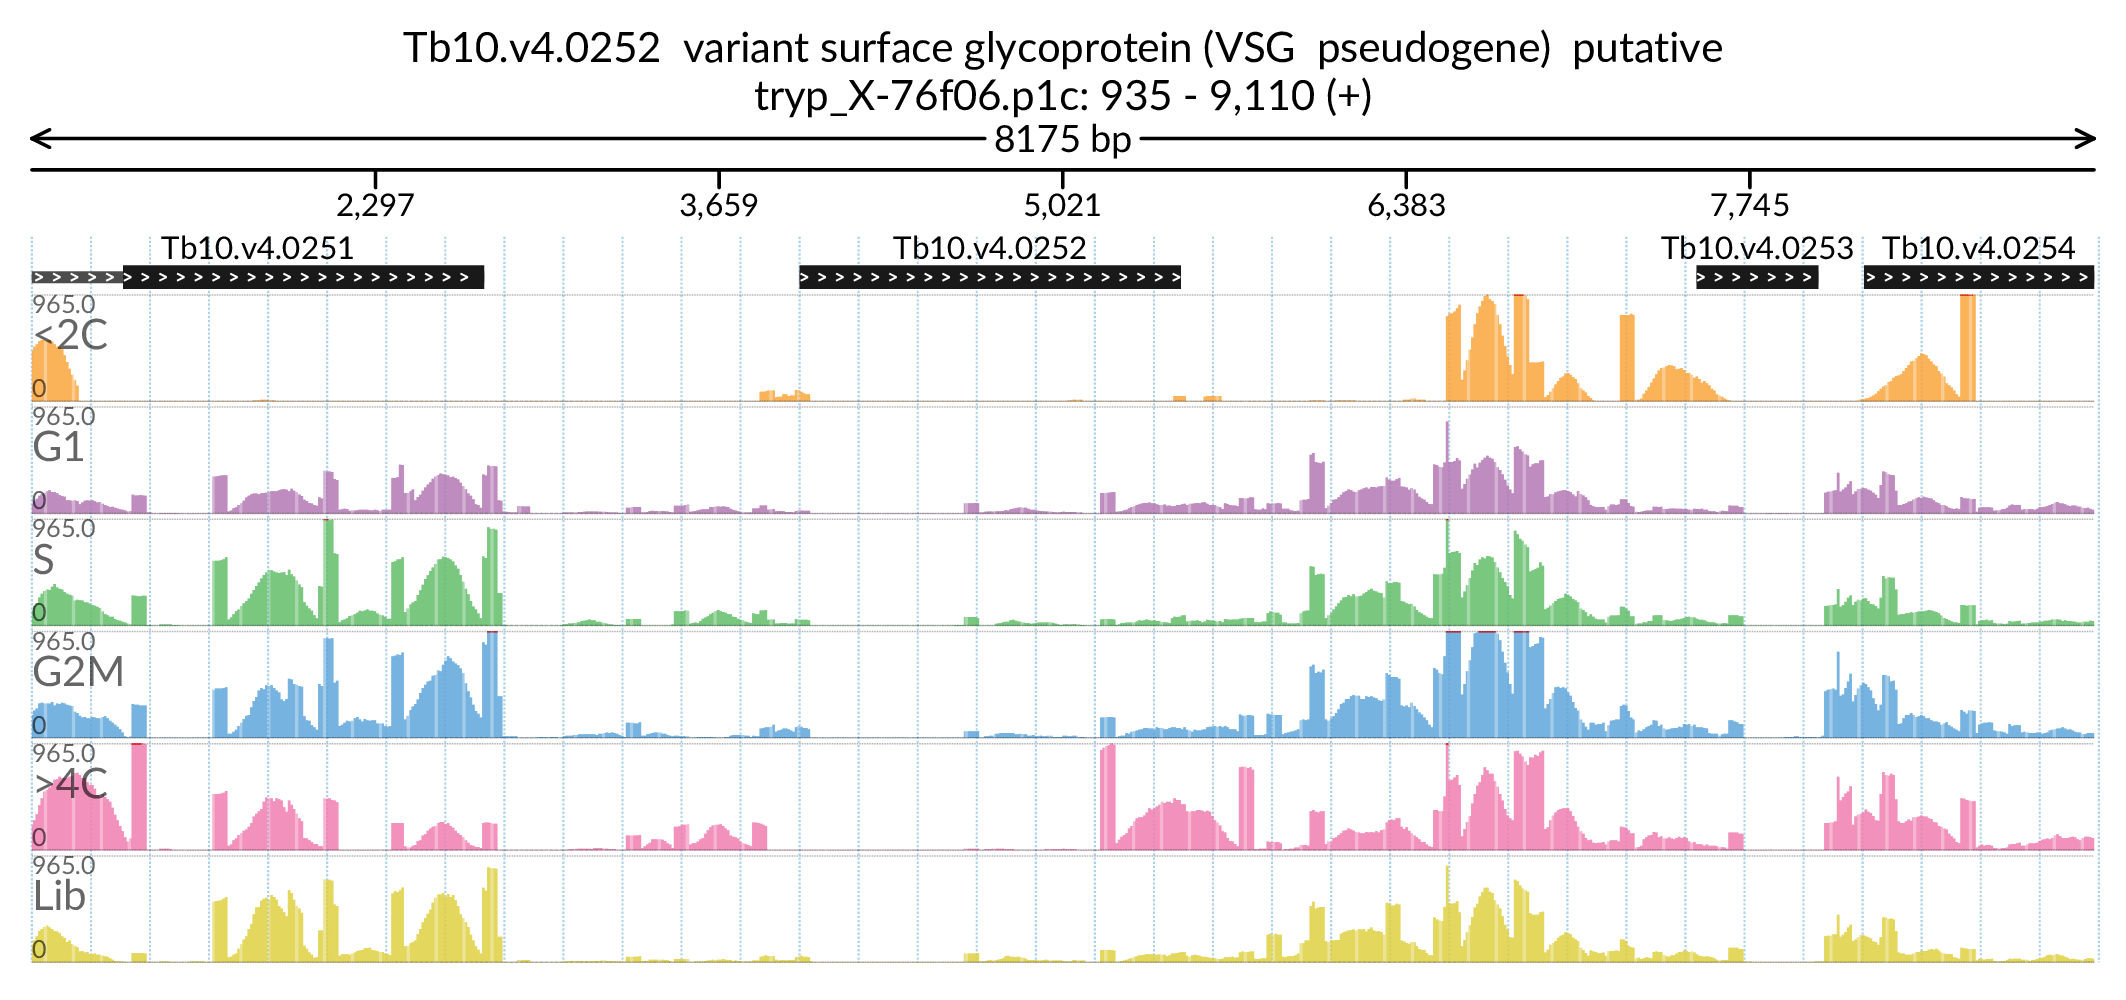 Tb10.v4.0252 variant surface glycoprotein (VSG pseudogene) putative
tryp_X-76f06.p1c: 935 - 9,110 (+)
8175 bp
2,297 3,659 5,021 6,383 7,745
Tb10.v4.0251 Tb10.v4.0252 Tb10.v4.0253 Tb10.v4.0254
965.0
<2C
0
965.0
G1
0
965.0
S
0
965.0
G2M
0
965.0
>4C
0
965.0
Lib
0